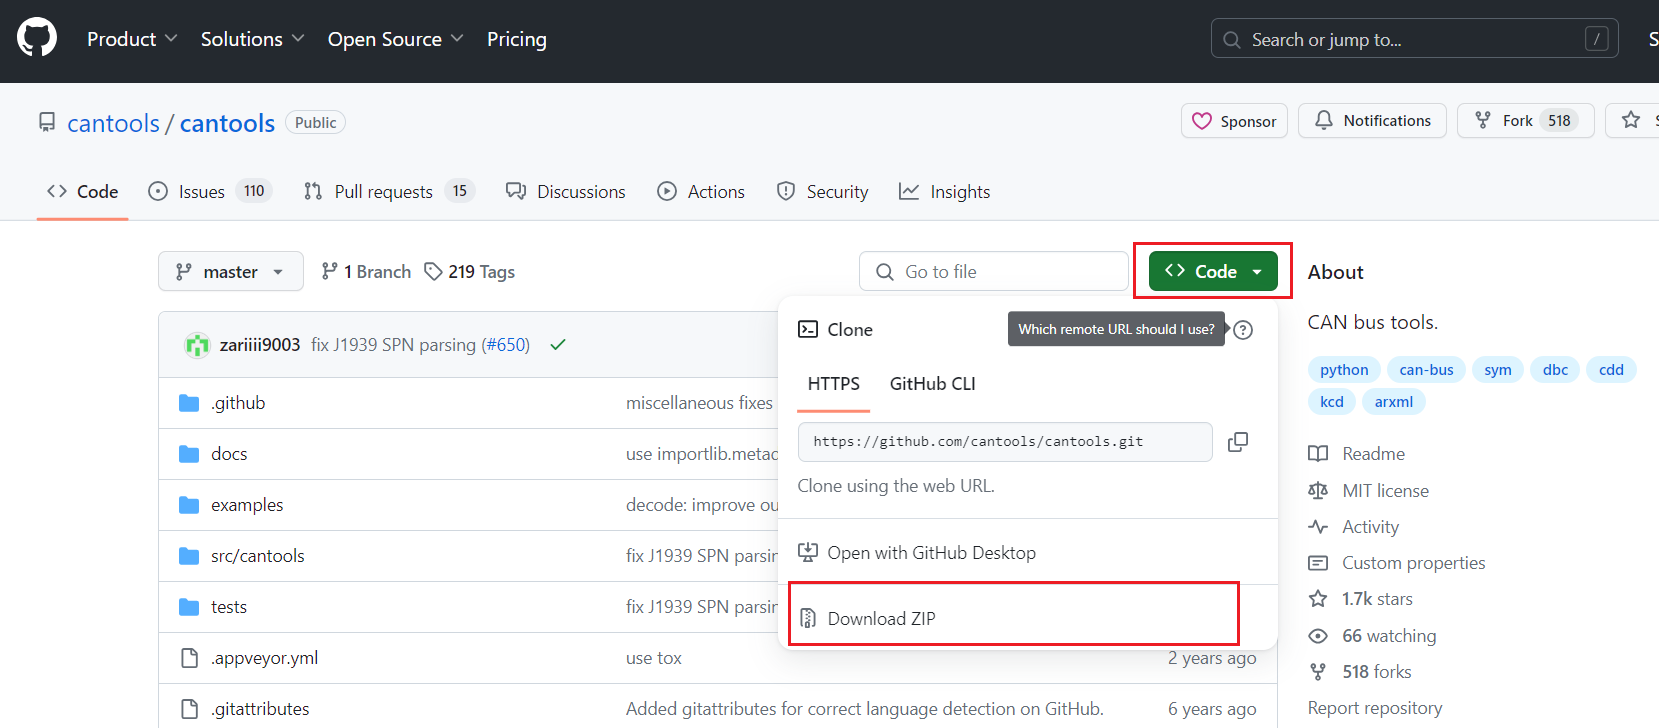 Product Solutions Open Source Pricing Search or jump to... /
cantools / cantools Public Sponsor Notifications Fork 518
Code Issues 110 Pull requests 15 Discussions Actions Security Insights
master 1 Branch 219 Tags Go to file Code About
Clone Which remote URL should I use? CAN bus tools.
zariiii9003 fix J1939 SPN parsing (#650)
python can-bus sym dbc cdd
HTTPS GitHub CLI
.github miscellaneous fixes kcd arxml
https://github.com/cantools/cantools.git
docs use importlib.metad Readme
Clone using the web URL. MIT license
examples decode: improve ou
Activity
src/cantools fix J1939 SPN parsin Open with GitHub Desktop Custom properties
tests fix J1939 SPN parsin 1.7k stars
Download ZIP 66 watching
.appveyor.yml use tox 2 years ago
518 forks
.gitattributes Added gitattributes for correct language detection on GitHub. 6 years ago Report repository